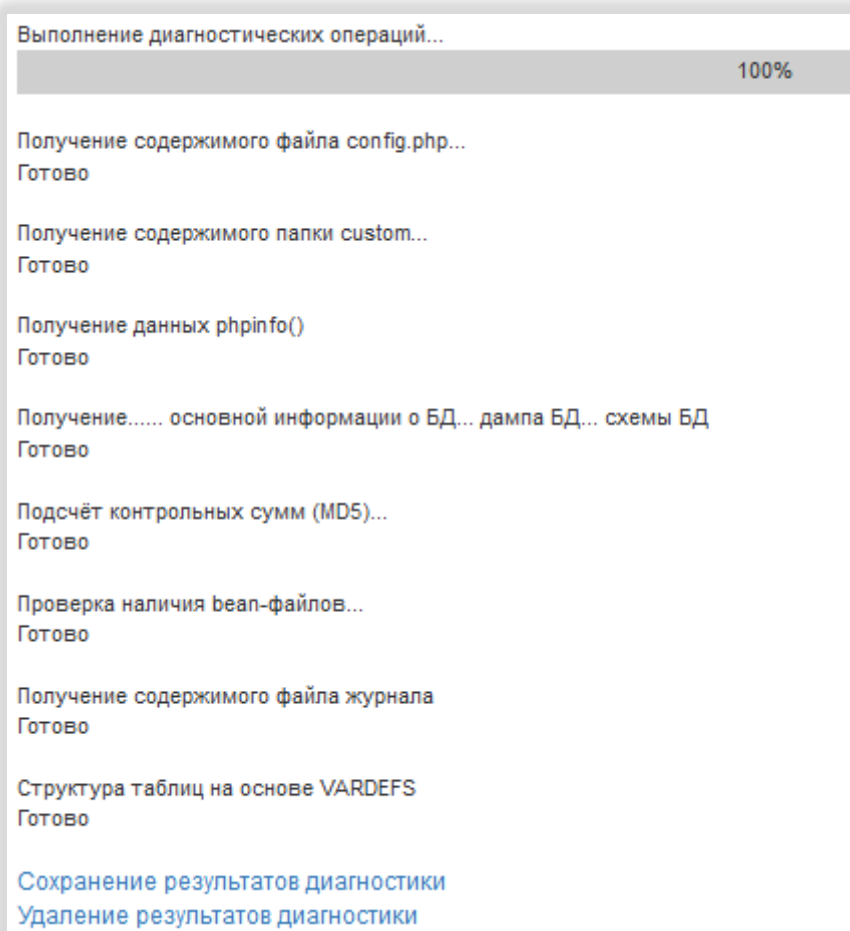 Выполнение диагностических операций...
100%
Получение содержимого файла config.php...
Готово
Получение содержимого папки custom...
Готово
Получение данных phpinfo()
Готово
Получение...... основной информации о БД... дампа БД... схемы БД
Готово
Подсчёт контрольных сумм (MD5)...
Готово
Проверка наличия bean-файлов...
Готово
Получение содержимого файла журнала
Готово
Структура таблиц на основе VARDEFS
Готово
Сохранение результатов диагностики
Удаление результатов диагностики